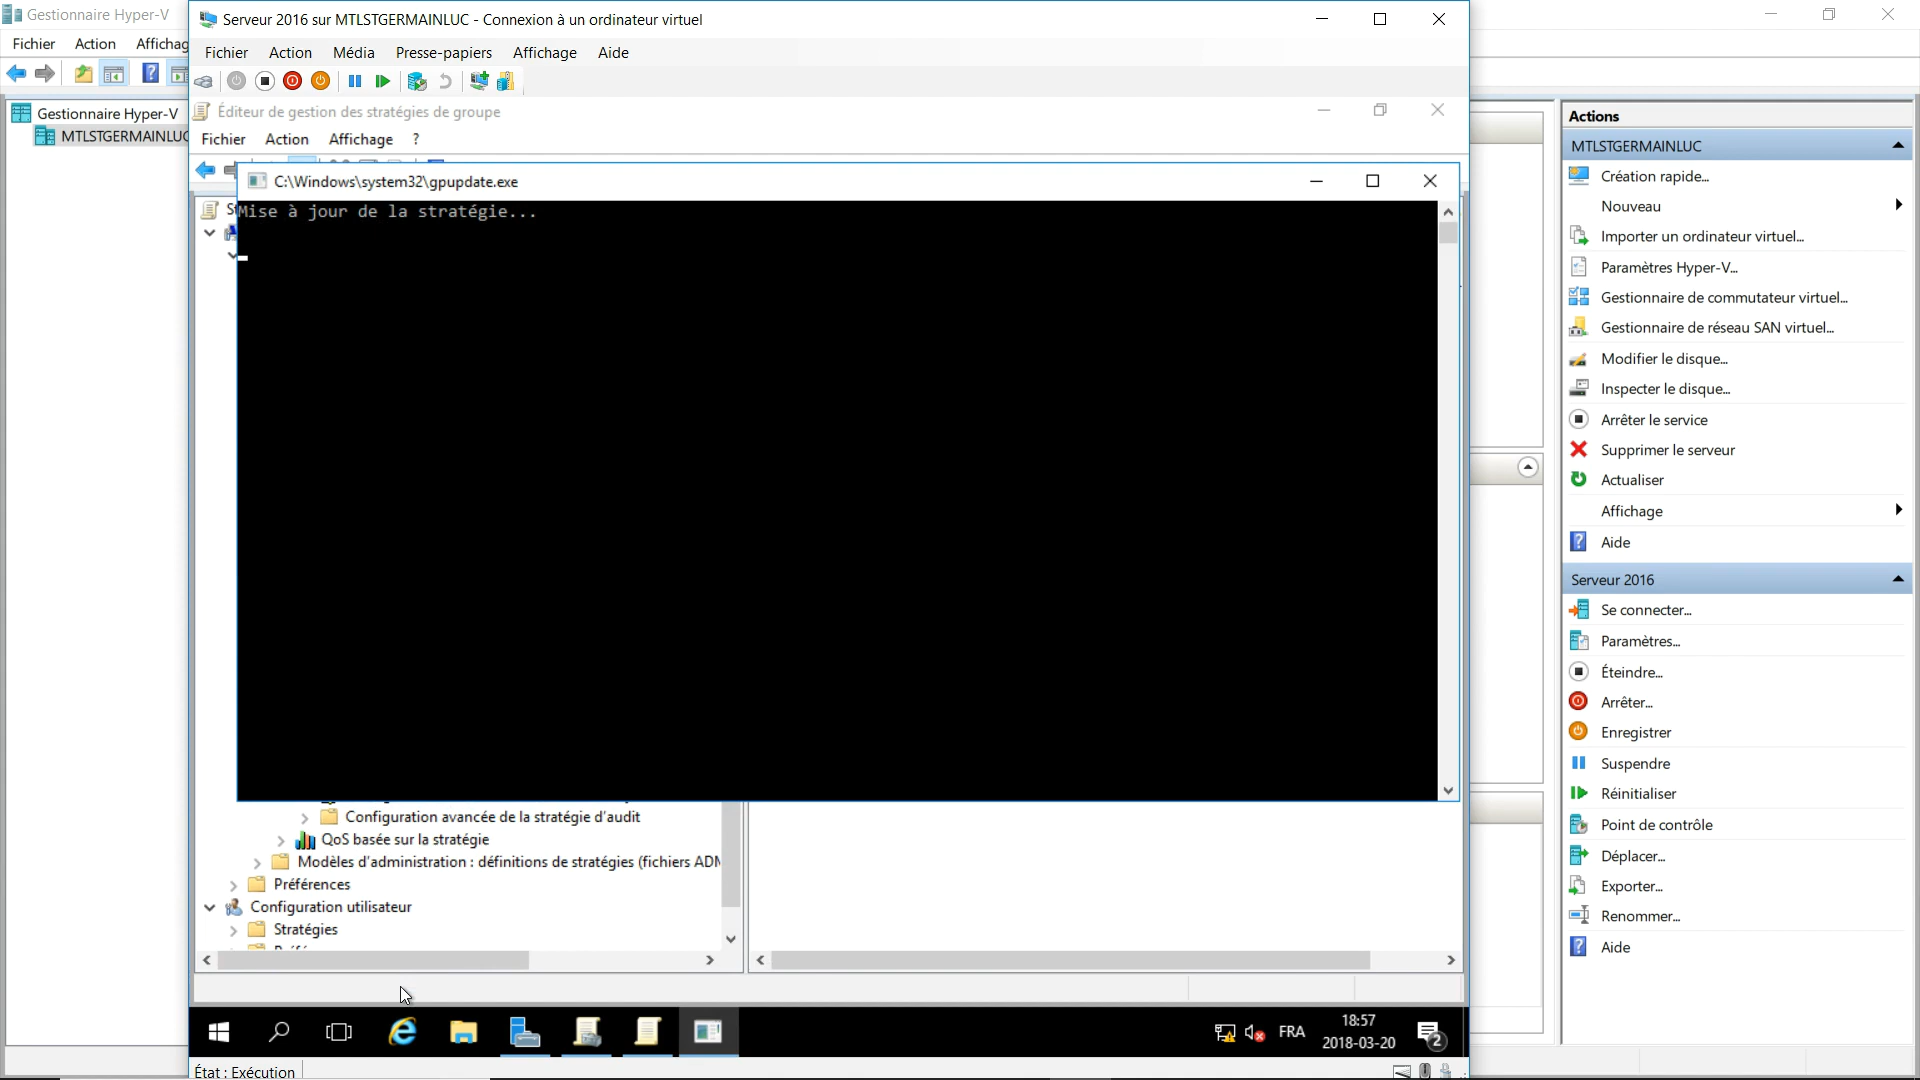 Gestionnaire Hyper-V
Fichier Action Affichag
Gestionnaire Hyper-V
MTLSTGERMAINLUC
Serveur 2016 sur MTLSTGERMAINLUC - Connexion à un ordinateur virtuel
Fichier Action Média Presse-papiers Affichage Aide
Éditeur de gestion des stratégies de groupe
Fichier Action Affichage ?
C:\Windows\system32\gpupdate.exe
Mise à jour de la stratégie...
Configuration avancée de la stratégie d'audit
QoS basée sur la stratégie
Modèles d'administration : définitions de stratégies (fichiers ADM
Préférences
Configuration utilisateur
Stratégies
FRA
18:57
2018-03-20
2
État : Exécution
Actions
MTLSTGERMAINLUC
Création rapide...
Nouveau
Importer un ordinateur virtuel...
Paramètres Hyper-V...
Gestionnaire de commutateur virtuel...
Gestionnaire de réseau SAN virtuel...
Modifier le disque...
Inspecter le disque...
Arrêter le service
Supprimer le serveur
Actualiser
Affichage
Aide
Serveur 2016
Se connecter...
Paramètres...
Éteindre...
Arrêter...
Enregistrer
Suspendre
Réinitialiser
Point de contrôle
Déplacer...
Exporter...
Renommer...
Aide